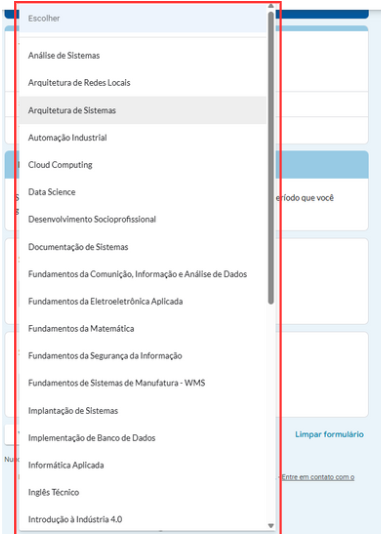 Escolher
Análise de Sistemas
Arquitetura de Redes Locais
Arquitetura de Sistemas
Automação Industrial
Cloud Computing
Data Science
eríodo que você
Desenvolvimento Socioprofissional
Documentação de Sistemas
Fundamentos da Comunição, Informação e Análise de Dados
Fundamentos da Eletroeletrônica Aplicada
Fundamentos da Matemática
Fundamentos da Segurança da Informação
Fundamentos de Sistemas de Manufatura - WMS
Implantação de Sistemas
Implementação de Banco de Dados
Limpar formulário
Informática Aplicada
Entre em contato com o
Inglês Técnico
Introdução à Indústria 4.0